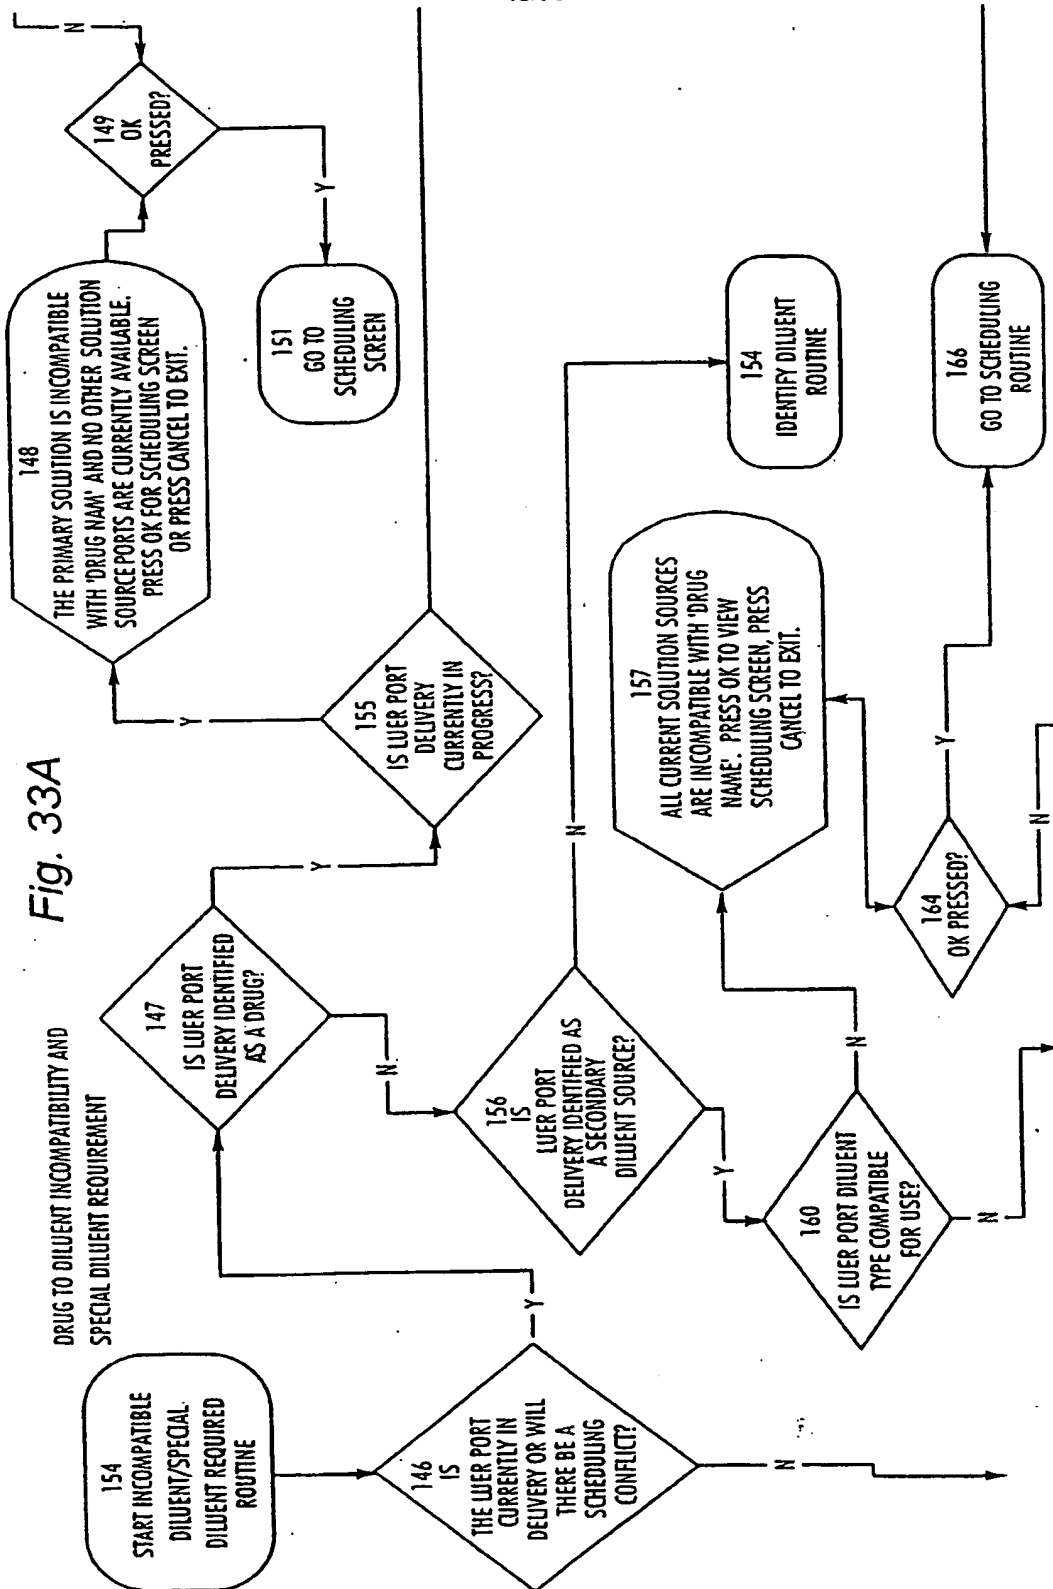 Fig. 33A
DRUG TO DILUENT INCOMPATIBILITY AND
SPECIAL DILUENT REQUIREMENT
154
START INCOMPATIBLE
DILUENT/SPECIAL
DILUENT REQUIRED
ROUTINE
146
IS
THE LUER PORT
CURRENTLY IN
DELIVERY OR WILL
THERE BE A
SCHEDULING
CONFLICT?
Y
N
147
IS LUER PORT
DELIVERY IDENTIFIED
AS A DRUG?
Y
N
155
IS LUER PORT
DELIVERY
CURRENTLY IN
PROGRESS?
Y
148
THE PRIMARY SOLUTION IS INCOMPATIBLE
WITH 'DRUG NAM' AND NO OTHER SOLUTION
SOURCE PORTS ARE CURRENTLY AVAILABLE.
PRESS OK FOR SCHEDULING SCREEN
OR PRESS CANCEL TO EXIT.
149
OK
PRESSED?
N
Y
151
GO TO
SCHEDULING
SCREEN
156
IS
LUER PORT
DELIVERY IDENTIFIED AS
A SECONDARY
DILUENT SOURCE?
N
Y
154
IDENTIFY DILUENT
ROUTINE
160
IS LUER PORT DILUENT
TYPE COMPATIBLE
FOR USE?
N
N
157
ALL CURRENT SOLUTION SOURCES
ARE INCOMPATIBLE WITH 'DRUG
NAME'. PRESS OK TO VIEW
SCHEDULING SCREEN, PRESS
CANCEL TO EXIT.
164
OK PRESSED?
Y
N
166
GO TO SCHEDULING
ROUTINE